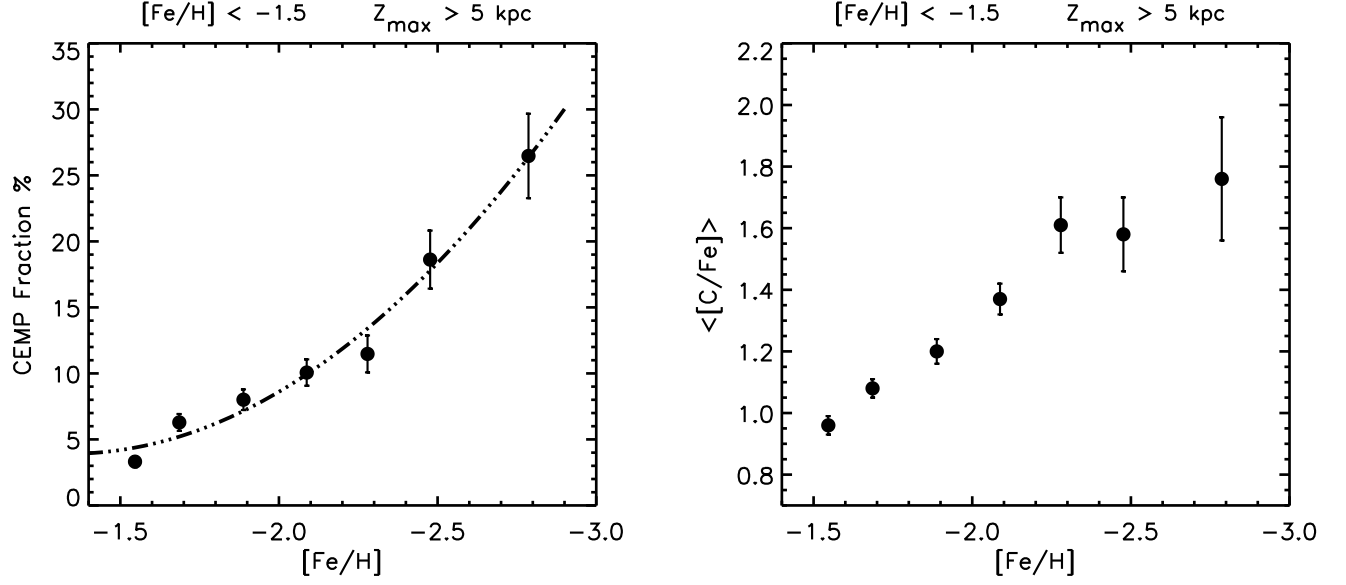 [Fe/H] < −1.5 Zmax > 5 kpc
35
30
25
20
15
10
5
0
CEMP Fraction %
−1.5 −2.0 −2.5 −3.0
[Fe/H]
[Fe/H] < −1.5 Zmax > 5 kpc
2.2
2.0
1.8
1.6
1.4
1.2
1.0
0.8
<[C/Fe]>
−1.5 −2.0 −2.5 −3.0
[Fe/H]